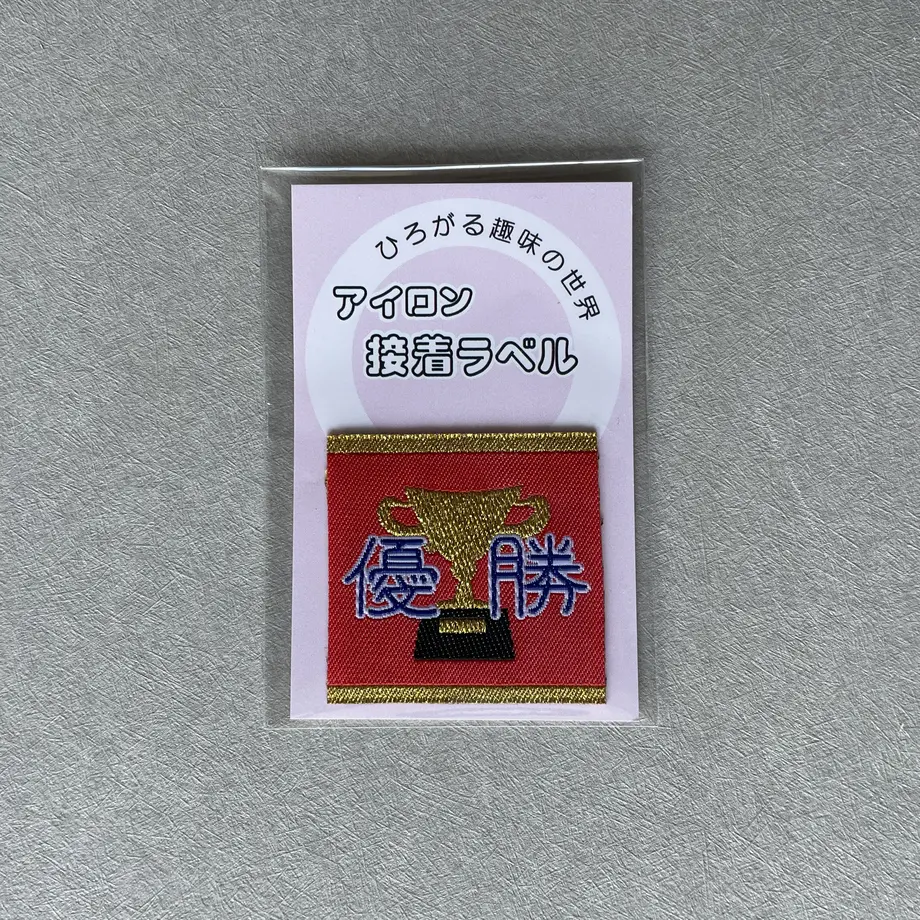 ひろがる趣味の世界
アイロン
接着ラベル
優勝